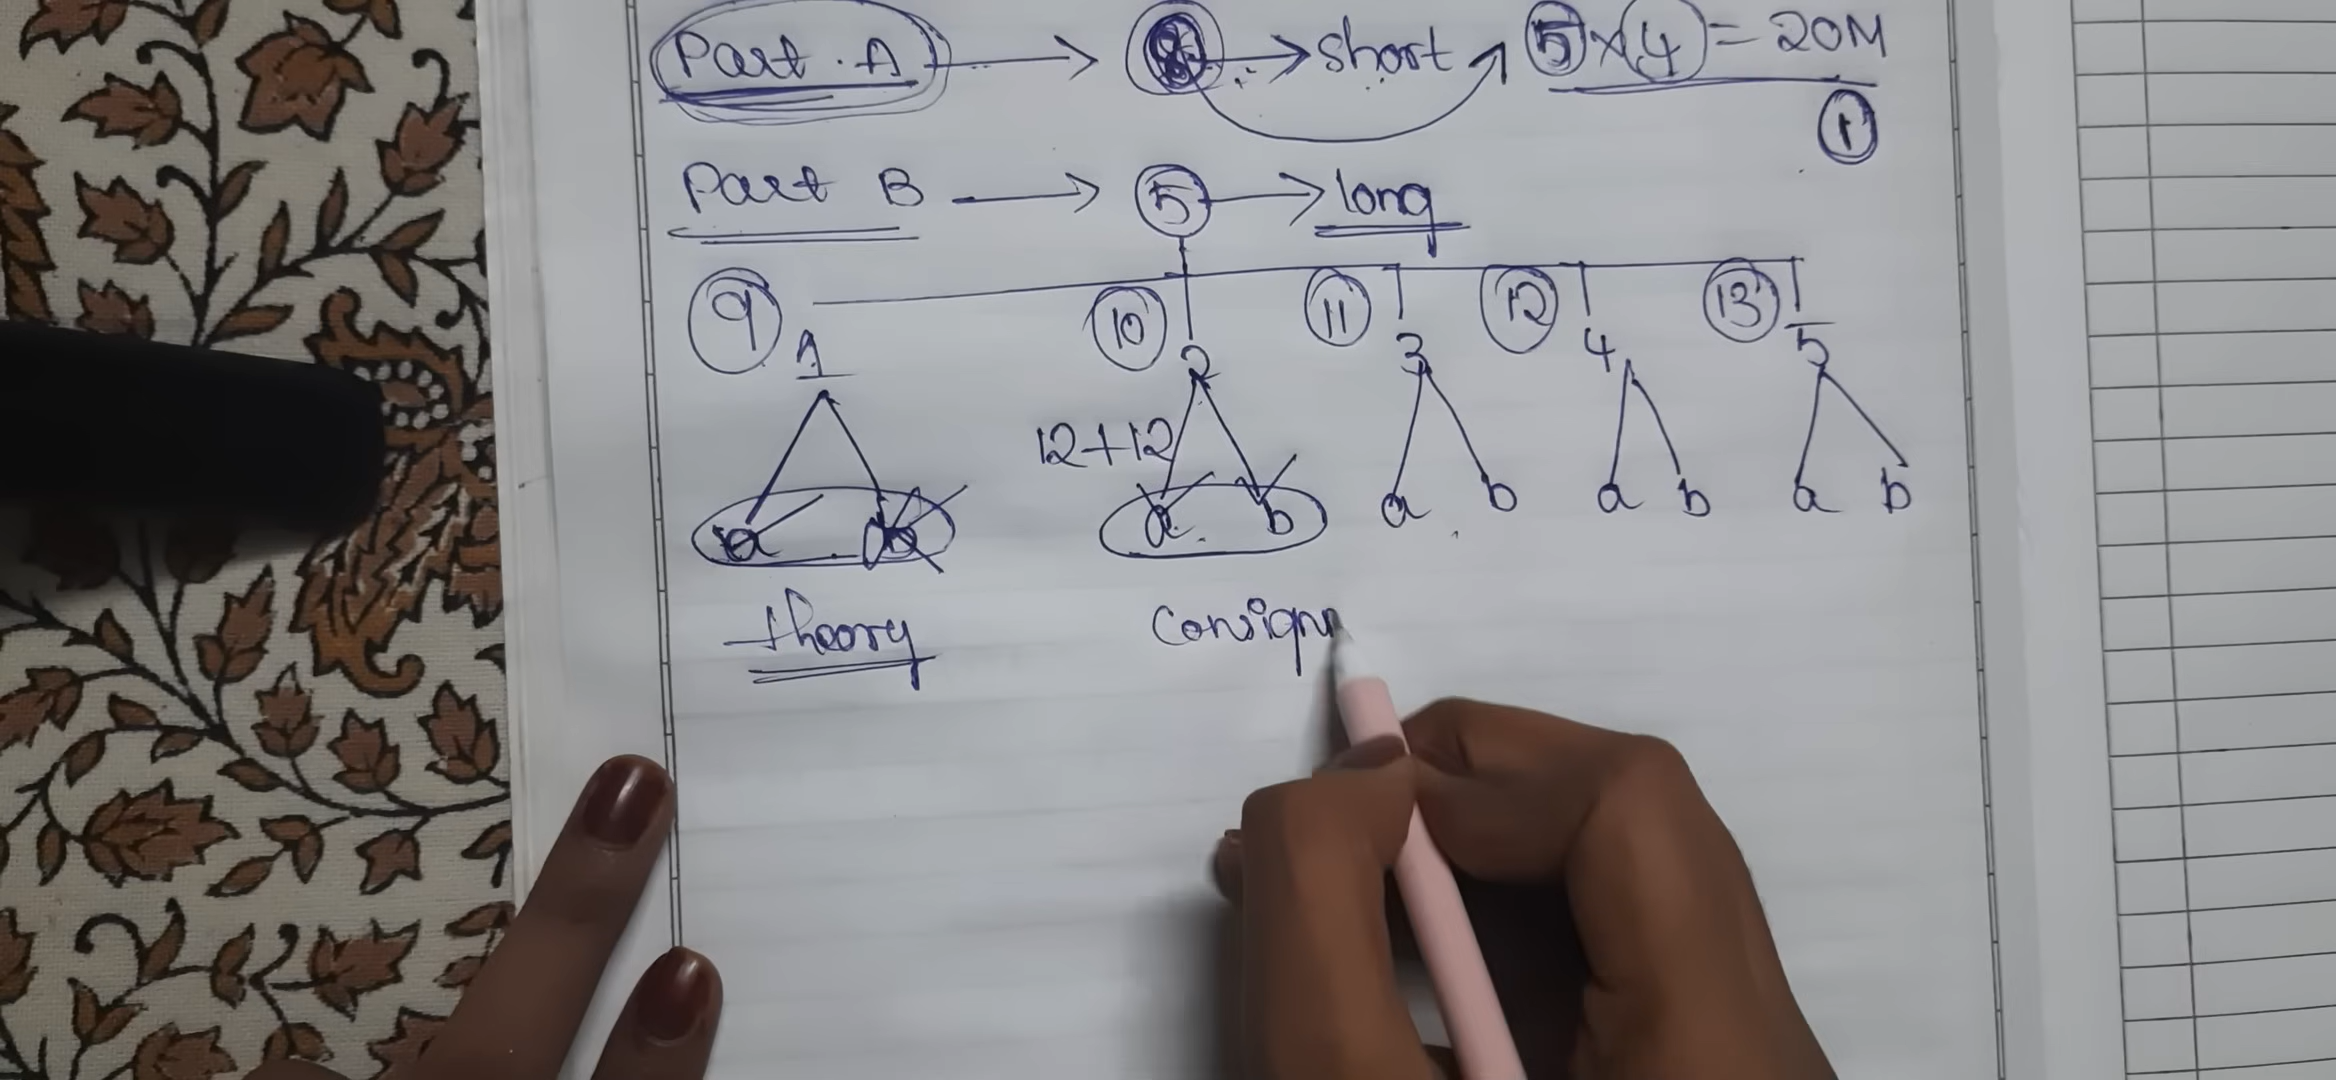 Part . A → 8 → short 5 × 4 = 20M
1
Part B → 5 → long
9 10 11 12 13
1 2 3 4 5
12+12
a b a b a b a b a b
theory Consignm